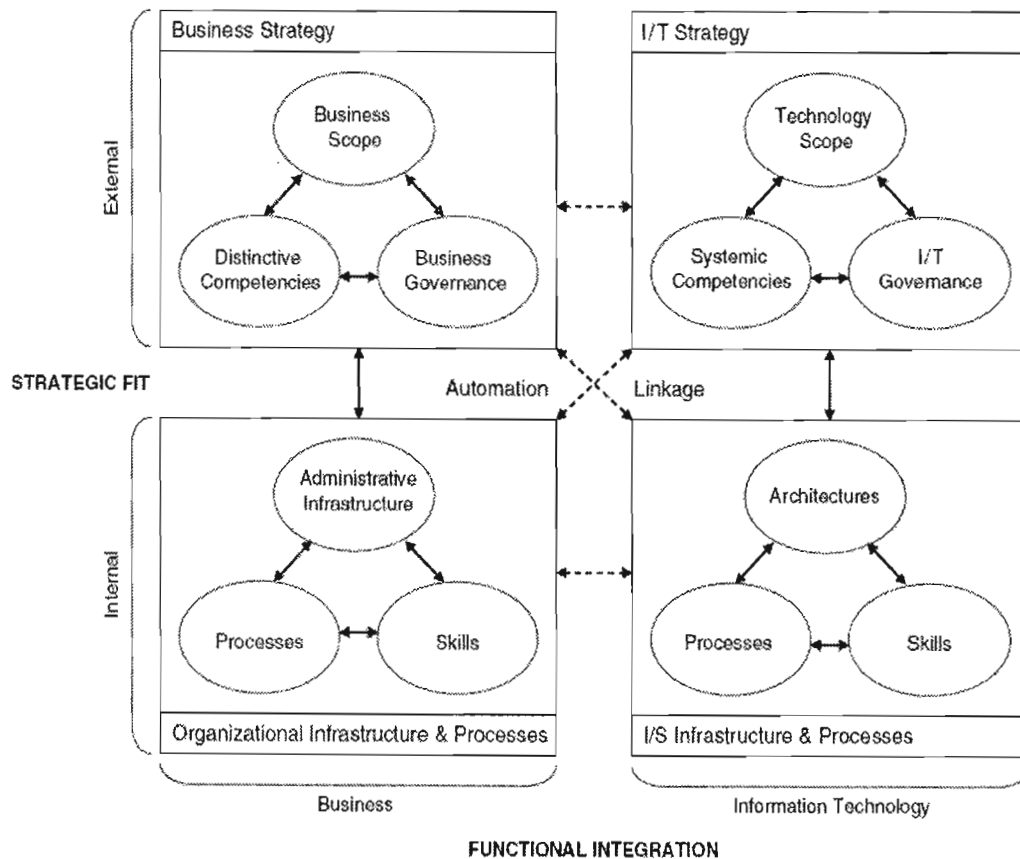 Business Strategy
I/T Strategy
Business
Scope
Technology
Scope
External
Distinctive
Competencies
Business
Governance
Systemic
Competencies
I/T
Governance
STRATEGIC FIT
Automation
Linkage
Administrative
Infrastructure
Architectures
Internal
Processes
Skills
Processes
Skills
Organizational Infrastructure & Processes
I/S Infrastructure & Processes
Business
Information Technology
FUNCTIONAL INTEGRATION